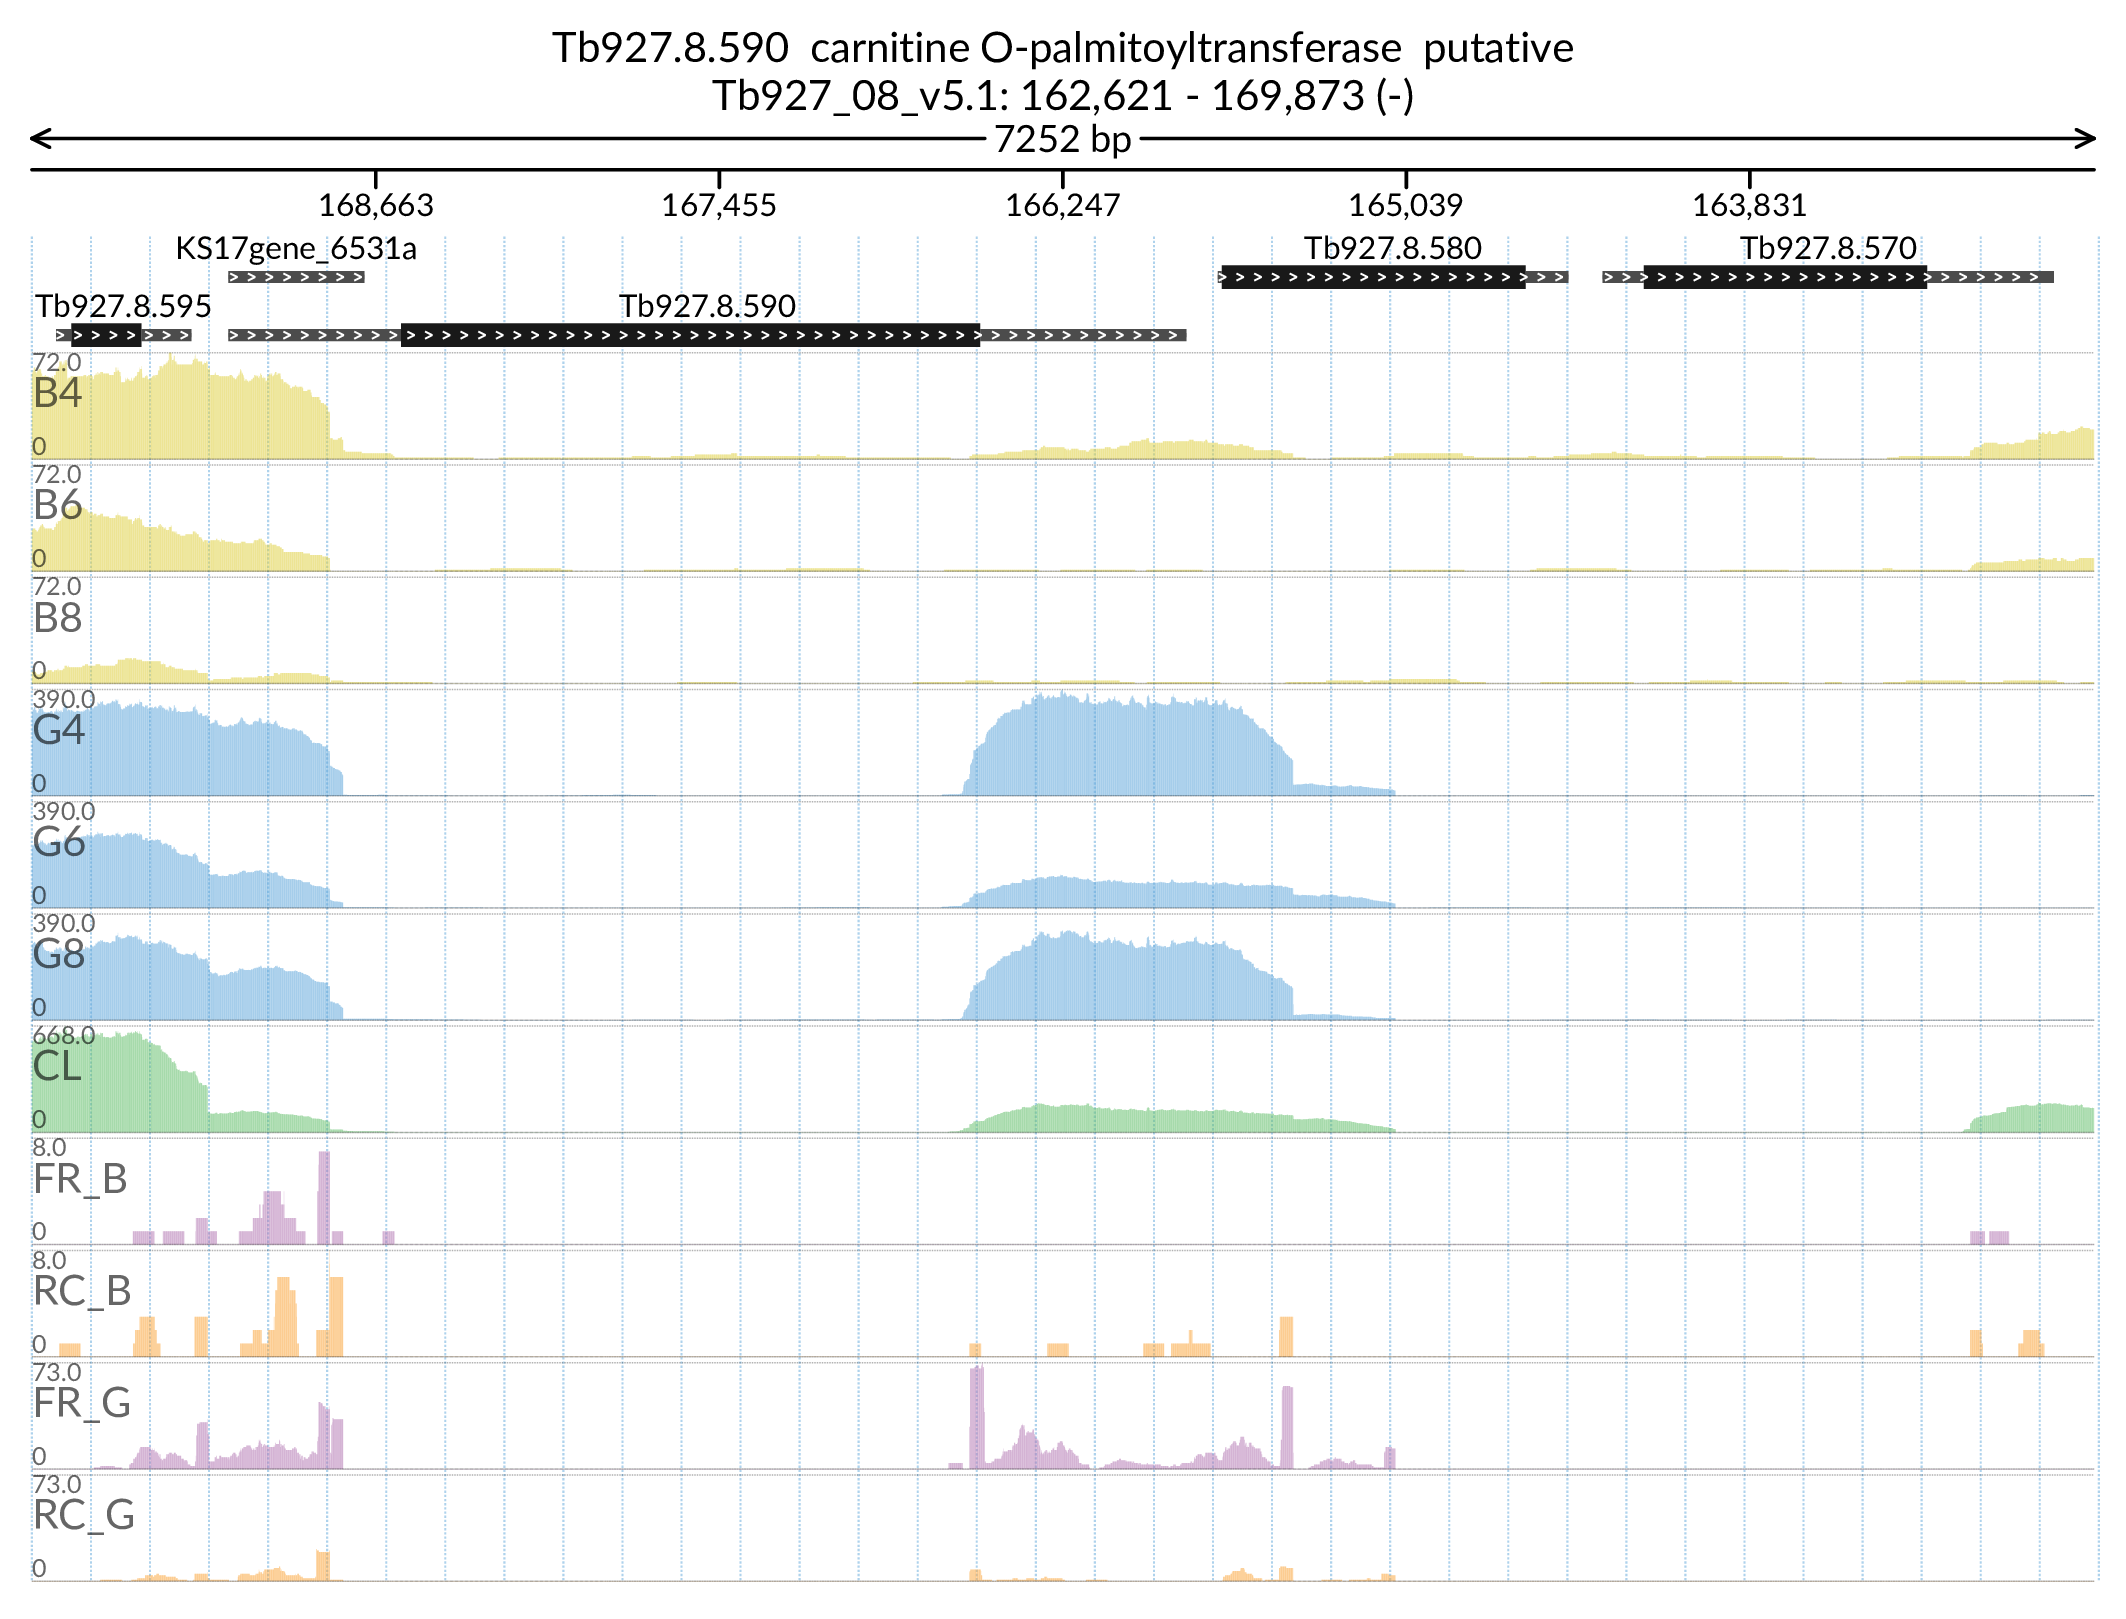 Tb927.8.590 carnitine O-palmitoyltransferase putative
Tb927_08_v5.1: 162,621 - 169,873 (-)
7252 bp
168,663 167,455 166,247 165,039 163,831
KS17gene_6531a Tb927.8.580 Tb927.8.570
Tb927.8.595 Tb927.8.590
72.0
B4
0
72.0
B6
0
72.0
B8
0
390.0
G4
0
390.0
G6
0
390.0
G8
0
668.0
CL
0
8.0
FR_B
0
8.0
RC_B
0
73.0
FR_G
0
73.0
RC_G
0